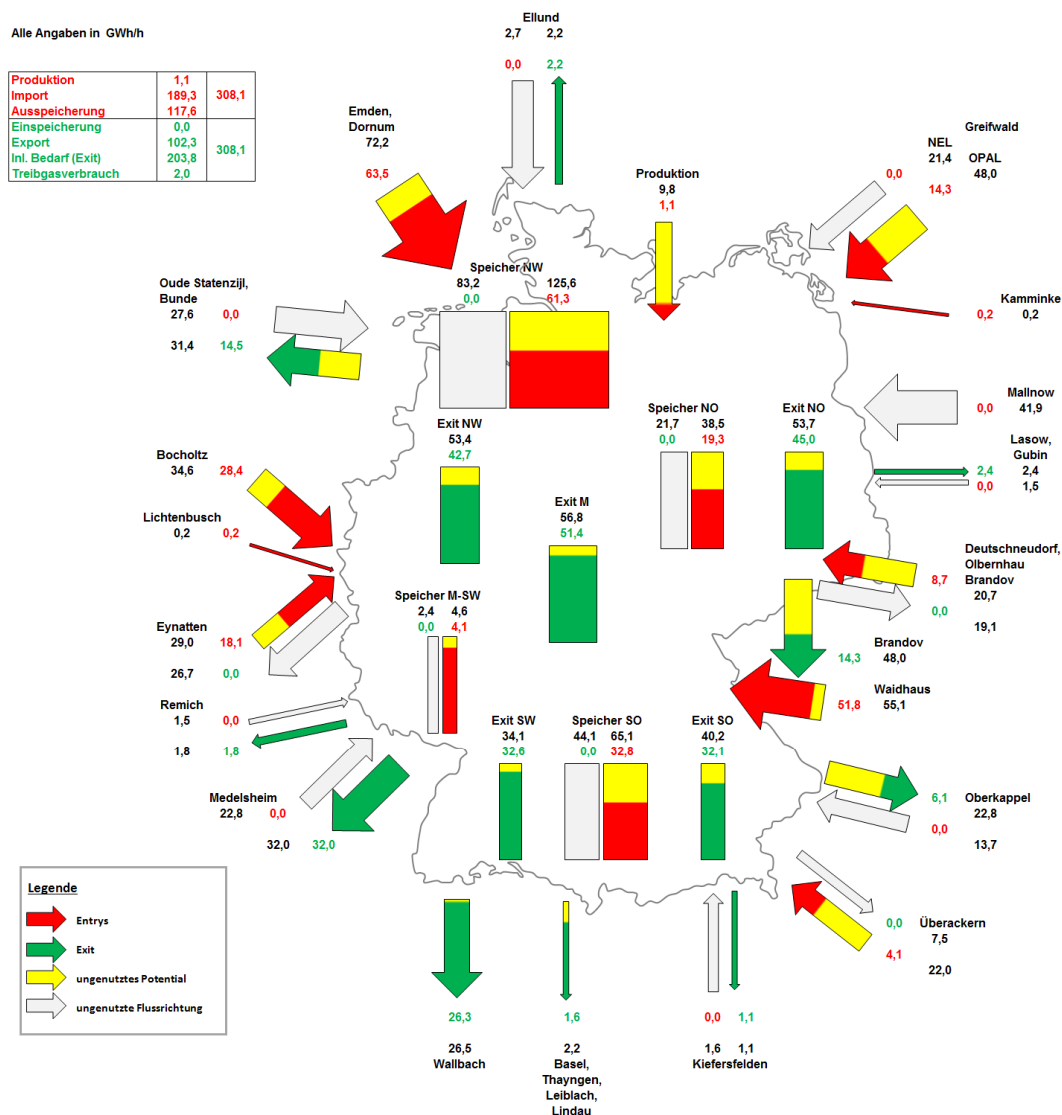 Alle Angaben in GWh/h
Produktion 1,1
Import 189,3 308,1
Ausspeicherung 117,6
Einspeicherung 0,0
Export 102,3 308,1
Inl. Bedarf (Exit) 203,8
Treibgasverbrauch 2,0
Ellund
2,7 2,2
0,0 2,2
Emden,
Dornum
72,2
63,5
Produktion
9,8
1,1
Greifwald
NEL
21,4 OPAL
48,0
0,0
14,3
Speicher NW
83,2 125,6
0,0 61,3
Oude Statenzijl,
Bunde
27,6 0,0
31,4 14,5
Kamminke
0,2 0,2
Mallnow
0,0 41,9
Speicher NO
21,7 38,5
0,0 19,3
Exit NO
53,7
45,0
Exit NW
53,4
42,7
Lasow,
Gubin
2,4 2,4
0,0 1,5
Bocholtz
34,6 28,4
Exit M
56,8
51,4
Lichtenbusch
0,2 0,2
Deutschneudorf,
Olbernhau
8,7 Brandov
20,7
0,0
19,1
Speicher M-SW
2,4 4,6
0,0 4,1
Eynatten
29,0 18,1
26,7 0,0
Brandov
14,3 48,0
Waidhaus
51,8 55,1
Remich
1,5 0,0
1,8 1,8
Exit SW
34,1
32,6
Speicher SO
44,1 65,1
0,0 32,8
Exit SO
40,2
32,1
Medelsheim
22,8 0,0
32,0 32,0
6,1 Oberkappel
22,8
0,0
13,7
Legende
Entrys
Exit
ungenutztes Potential
ungenutzte Flussrichtung
0,0 Überackern
7,5
4,1
22,0
26,3
26,5
Wallbach
1,6
2,2
Basel,
Thayngen,
Leiblach,
Lindau
0,0 1,1
1,6 1,1
Kiefersfelden